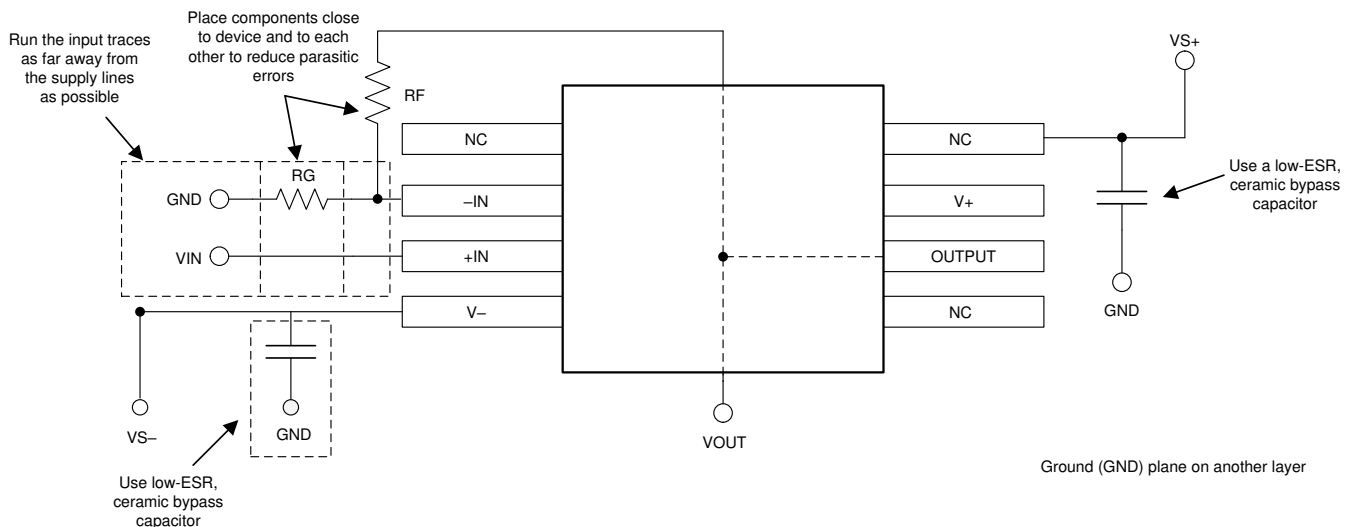 Place components close
to device and to each
other to reduce parasitic
errors
Run the input traces
as far away from
the supply lines
as possible
VS+
RF
NC
NC
Use a low-ESR,
ceramic bypass
capacitor
RG
GND
–IN
V+
VIN
+IN
OUTPUT
GND
V–
NC
VS–
GND
VOUT
Use low-ESR,
ceramic bypass
capacitor
Ground (GND) plane on another layer